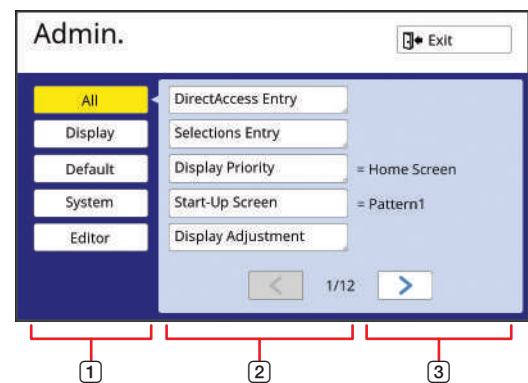 Admin.
Exit
All
DirectAccess Entry
Display
Selections Entry
Default
Display Priority
= Home Screen
System
Start-Up Screen
= Pattern1
Editor
Display Adjustment
1/12
1
2
3